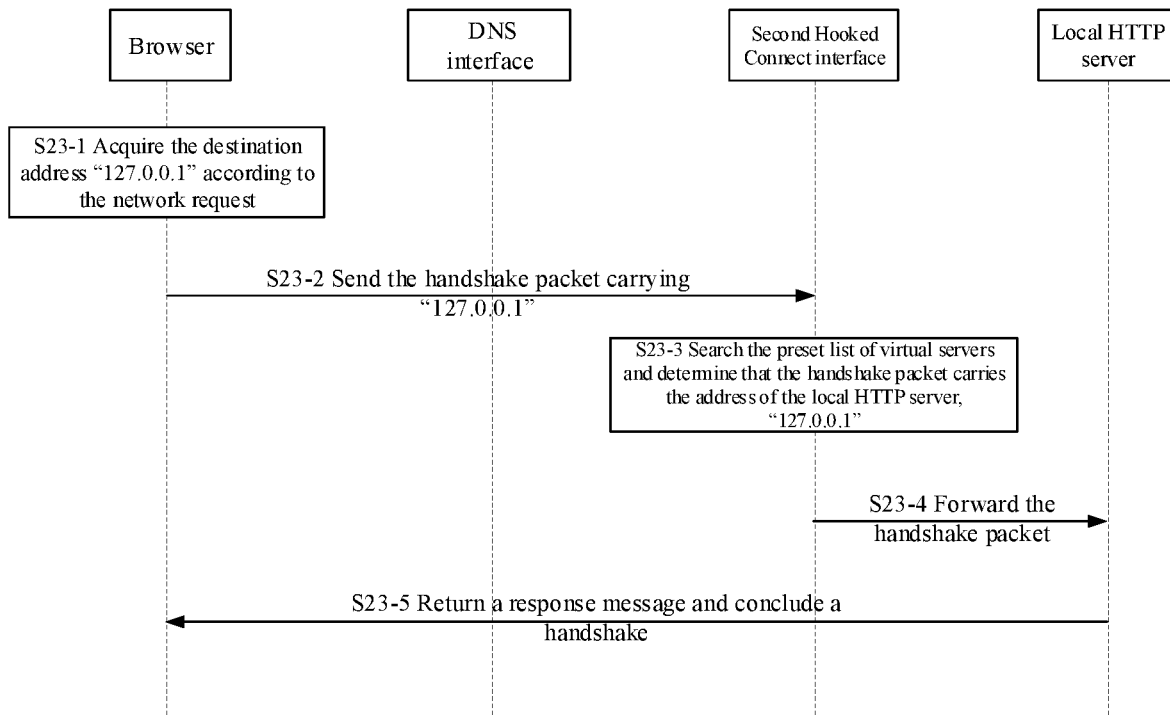 Browser
DNS
interface
Second Hooked
Connect interface
Local HTTP
server
S23-1 Acquire the destination
address “127.0.0.1” according to
the network request
S23-2 Send the handshake packet carrying
“127.0.0.1”
S23-3 Search the preset list of virtual servers
and determine that the handshake packet carries
the address of the local HTTP server,
“127.0.0.1”
S23-4 Forward the
handshake packet
S23-5 Return a response message and conclude a
handshake